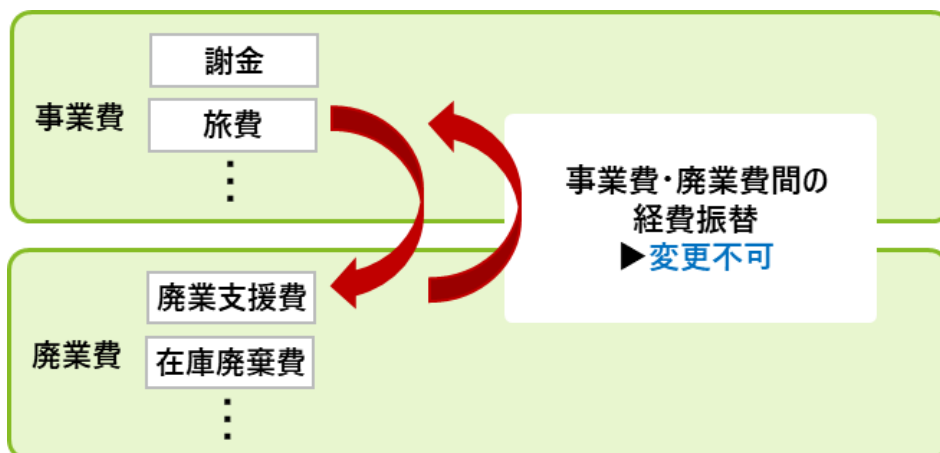 事業費
謝金
旅費
⋮
事業費･廃業費間の
経費振替
▶変更不可
廃業費
廃業支援費
在庫廃棄費
⋮